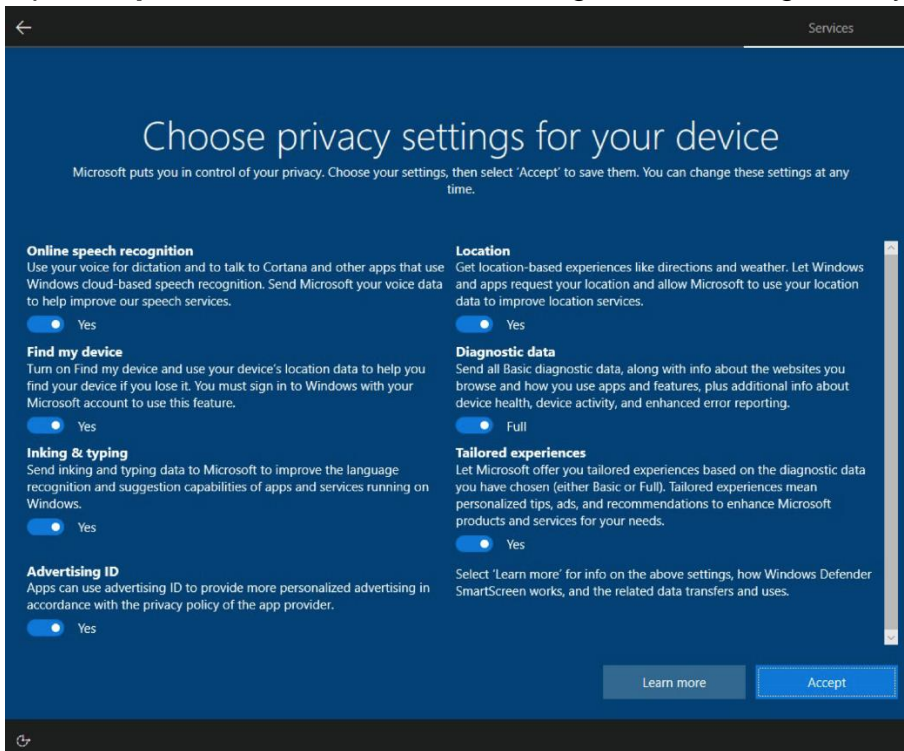 Services
Choose privacy settings for your device
Microsoft puts you in control of your privacy. Choose your settings, then select 'Accept' to save them. You can change these settings at any
time.
Online speech recognition
Use your voice for dictation and to talk to Cortana and other apps that use
Windows cloud-based speech recognition. Send Microsoft your voice data
to help improve our speech services.
Yes
Find my device
Turn on Find my device and use your device's location data to help you
find your device if you lose it. You must sign in to Windows with your
Microsoft account to use this feature.
Yes
Inking & typing
Send inking and typing data to Microsoft to improve the language
recognition and suggestion capabilities of apps and services running on
Windows.
Yes
Advertising ID
Apps can use advertising ID to provide more personalized advertising in
accordance with the privacy policy of the app provider.
Yes
Location
Get location-based experiences like directions and weather. Let Windows
and apps request your location and allow Microsoft to use your location
data to improve location services.
Yes
Diagnostic data
Send all Basic diagnostic data, along with info about the websites you
browse and how you use apps and features, plus additional info about
device health, device activity, and enhanced error reporting.
Full
Tailored experiences
Let Microsoft offer you tailored experiences based on the diagnostic data
you have chosen (either Basic or Full). Tailored experiences mean
personalized tips, ads, and recommendations to enhance Microsoft
products and services for your needs.
Yes
Select 'Learn more' for info on the above settings, how Windows Defender
SmartScreen works, and the related data transfers and uses.
Learn more
Accept